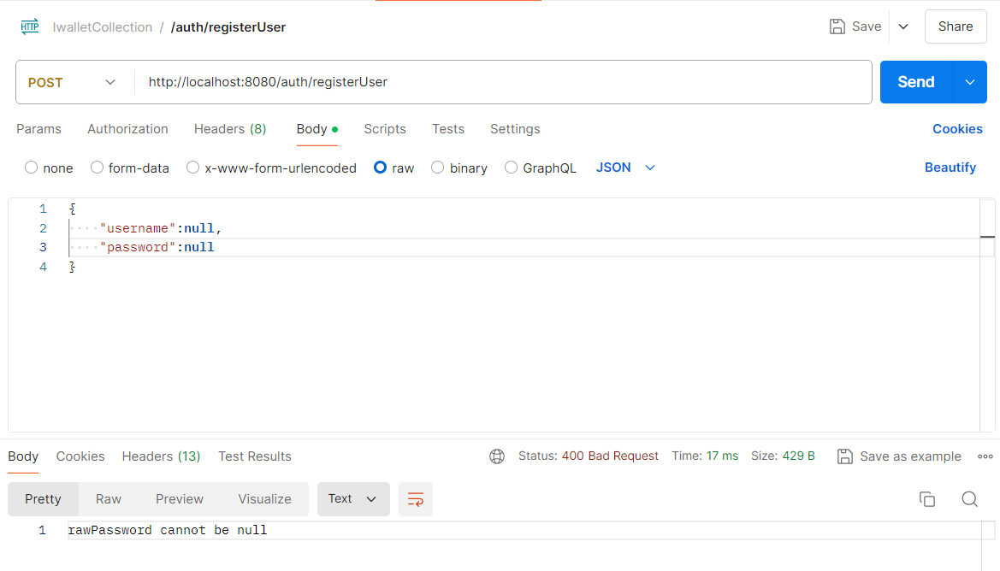 HTTP IwalletCollection / /auth/registerUser Save Share
POST http://localhost:8080/auth/registerUser Send
Params Authorization Headers (8) Body Scripts Tests Settings Cookies
none form-data x-www-form-urlencoded raw binary GraphQL JSON Beautify
1 {
2 ····"username":null,
3 ····"password":null
4 }
Body Cookies Headers (13) Test Results Status: 400 Bad Request Time: 17 ms Size: 429 B Save as example
Pretty Raw Preview Visualize Text
1 rawPassword cannot be null